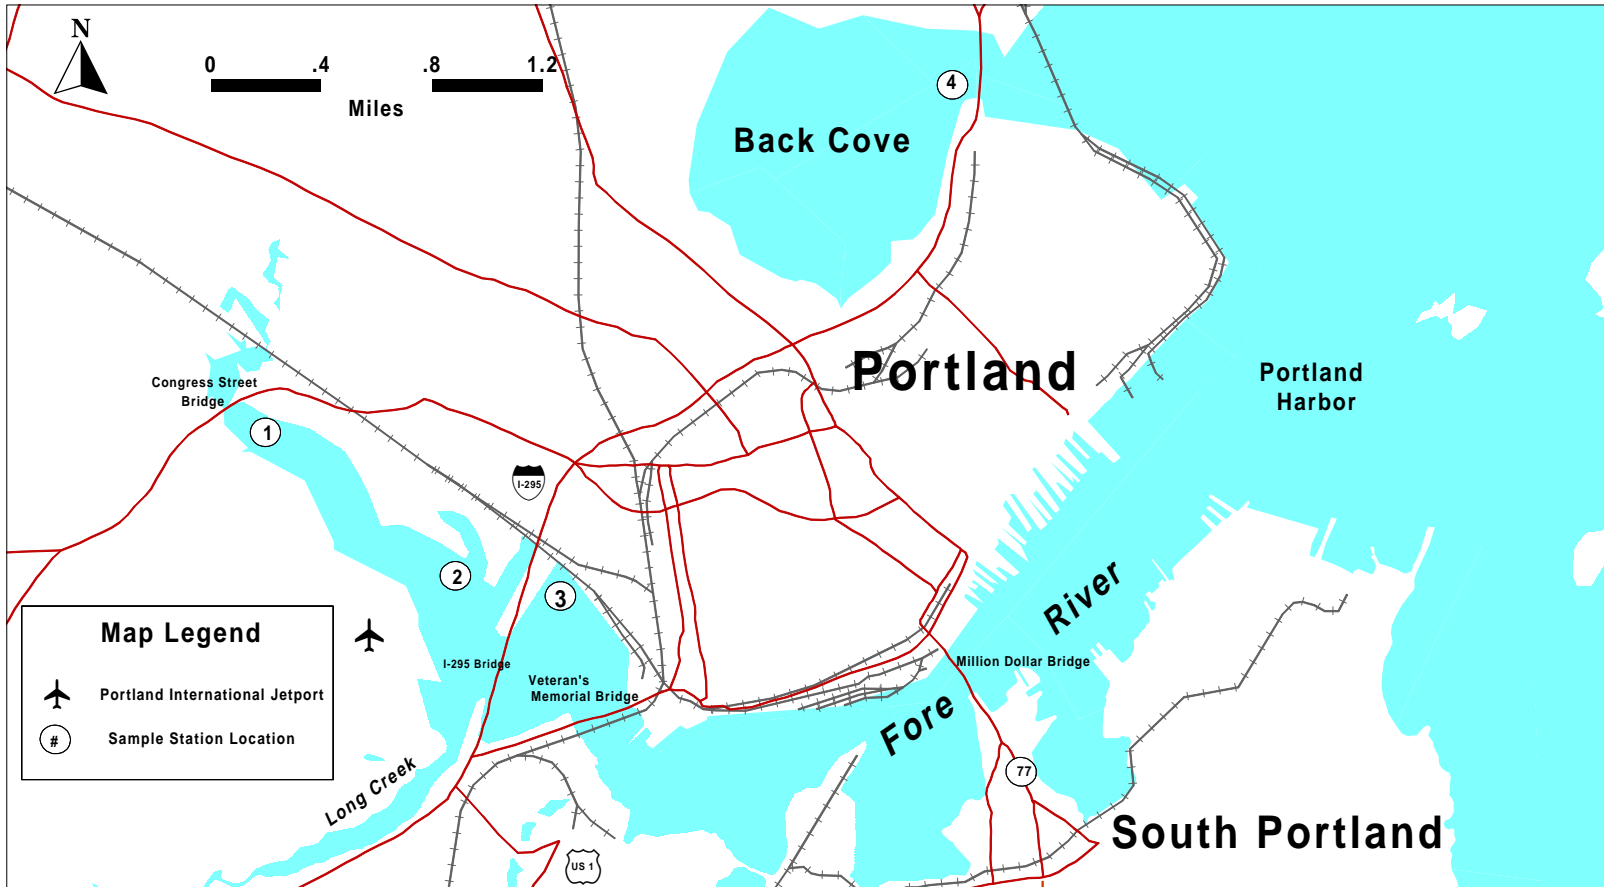 N
0 .4 .8 1.2
Miles
4
Back Cove
Portland
Portland
Harbor
Congress Street
Bridge
1
I-295
2
3
River
Map Legend
I-295 Bridge
Million Dollar Bridge
Veteran's
Memorial Bridge
Portland International Jetport
Fore
# Sample Station Location
Long Creek
77
South Portland
US 1